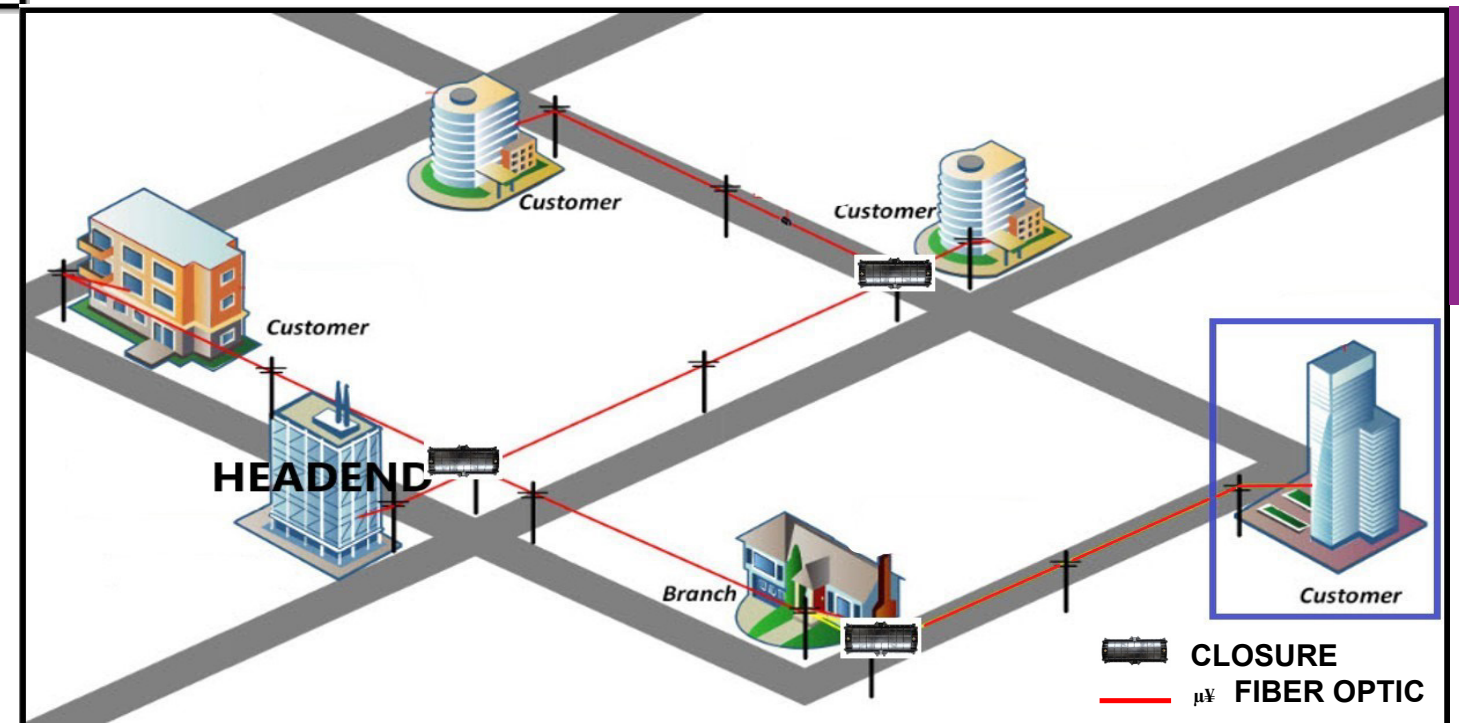 Customer
Customer
Customer
HEADEND
Branch
Customer
CLOSURE
µ¥ FIBER OPTIC